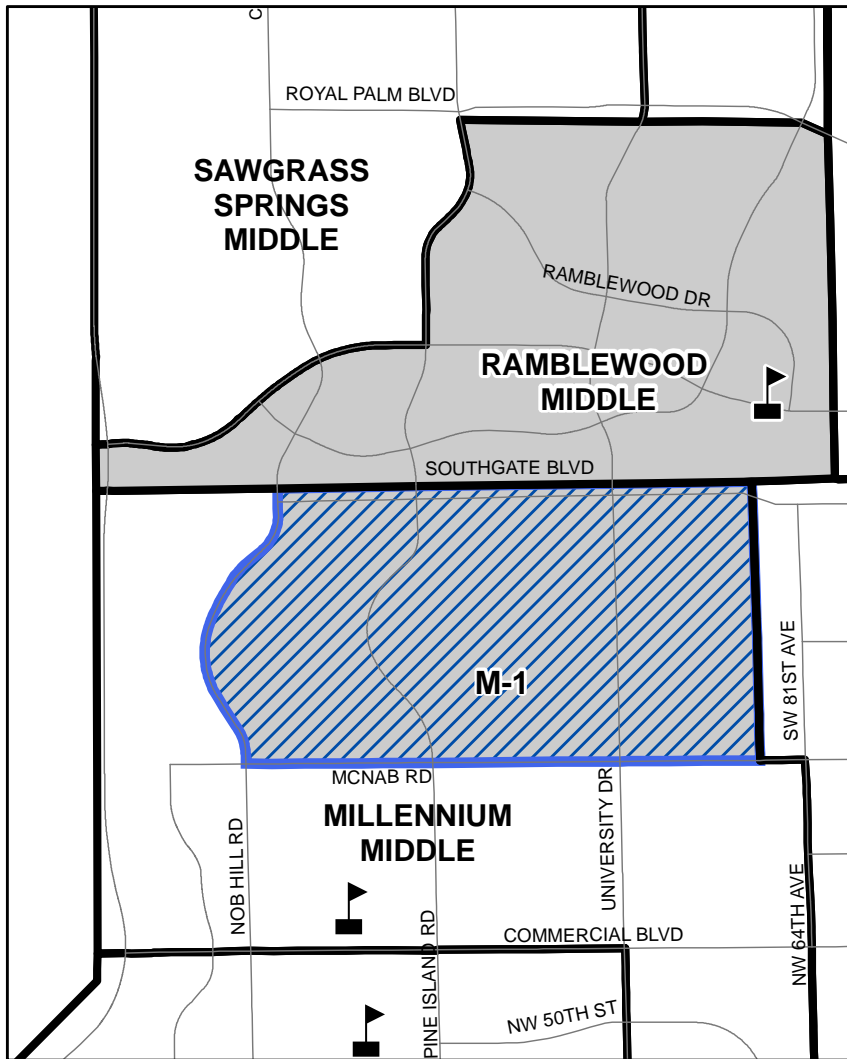 C
ROYAL PALM BLVD
SAWGRASS
SPRINGS
MIDDLE
RAMBLEWOOD DR
RAMBLEWOOD
MIDDLE
SOUTHGATE BLVD
SW 81ST AVE
M-1
MCNAB RD
UNIVERSITY DR
MILLENNIUM
MIDDLE
NOB HILL RD
NW 64TH AVE
PINE ISLAND RD
COMMERCIAL BLVD
NW 50TH ST